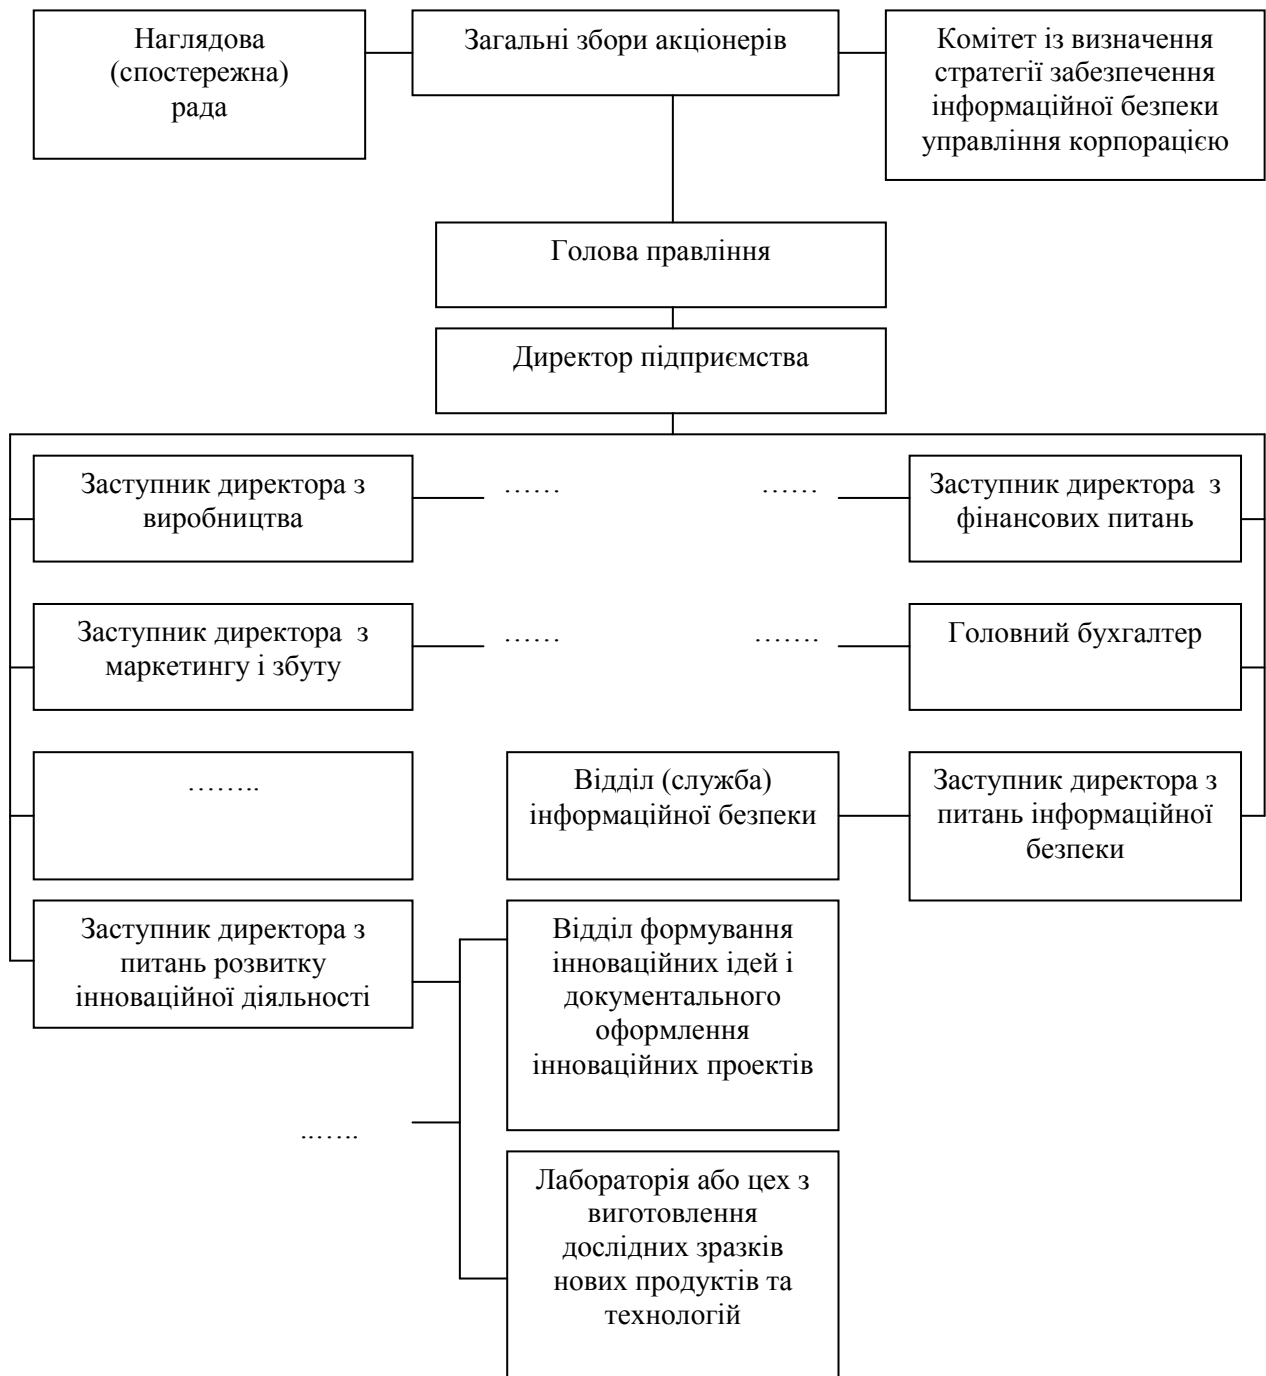 Наглядова
(спостережна)
рада
Загальні збори акціонерів
Комітет із визначення
стратегії забезпечення
інформаційної безпеки
управління корпорацією
Голова правління
Директор підприємства
Заступник директора з
виробництва
……
……
Заступник директора  з
фінансових питань
Заступник директора  з
маркетингу і збуту
……
…….
Головний бухгалтер
……..
Відділ (служба)
інформаційної безпеки
Заступник директора з
питань інформаційної
безпеки
Заступник директора з
питань розвитку
інноваційної діяльності
Відділ формування
інноваційних ідей і
документального
оформлення
інноваційних проектів
..…..
Лабораторія або цех з
виготовлення
дослідних зразків
нових продуктів та
технологій